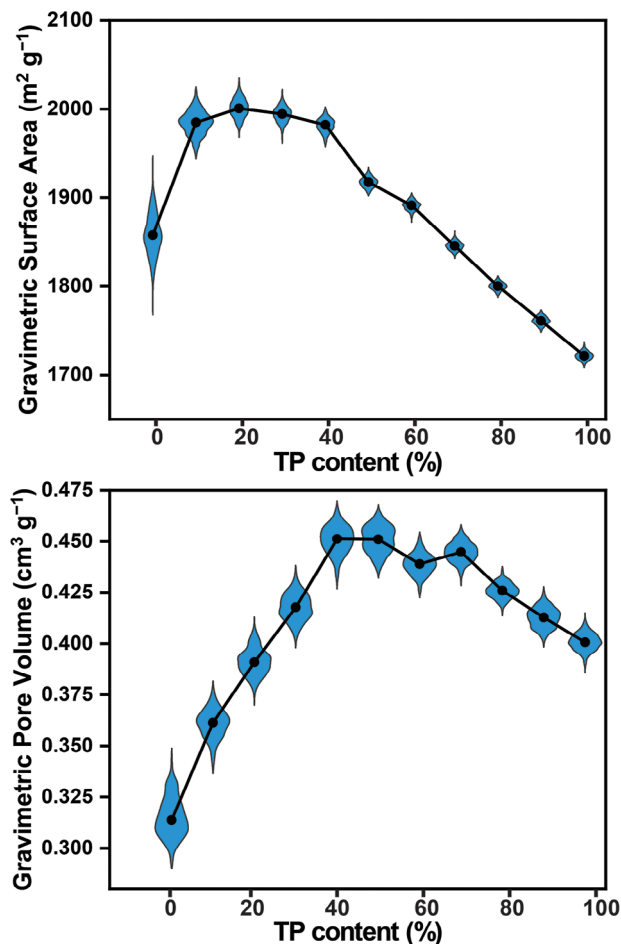 Gravimetric Surface Area (m² g⁻¹)
2100
2000
1900
1800
1700
0 20 40 60 80 100
TP content (%)
Gravimetric Pore Volume (cm³ g⁻¹)
0.475
0.450
0.425
0.400
0.375
0.350
0.325
0.300
0 20 40 60 80 100
TP content (%)